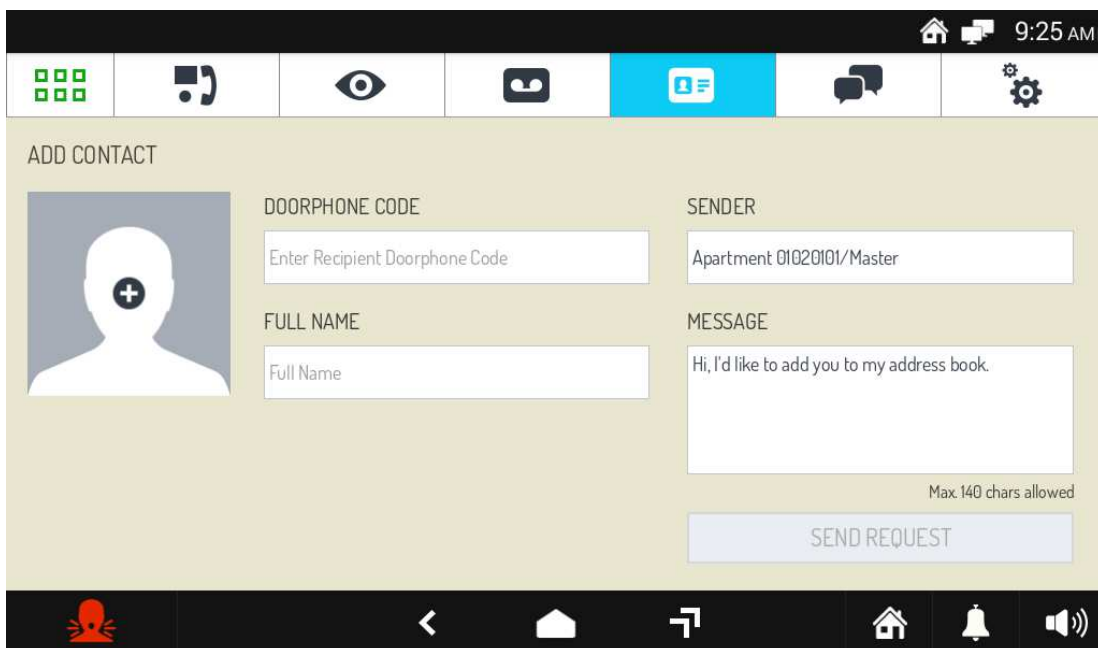 9:25 AM
ADD CONTACT
DOORPHONE CODE
Enter Recipient Doorphone Code
FULL NAME
Full Name
SENDER
Apartment 01020101/Master
MESSAGE
Hi, I'd like to add you to my address book.
Max. 140 chars allowed
SEND REQUEST